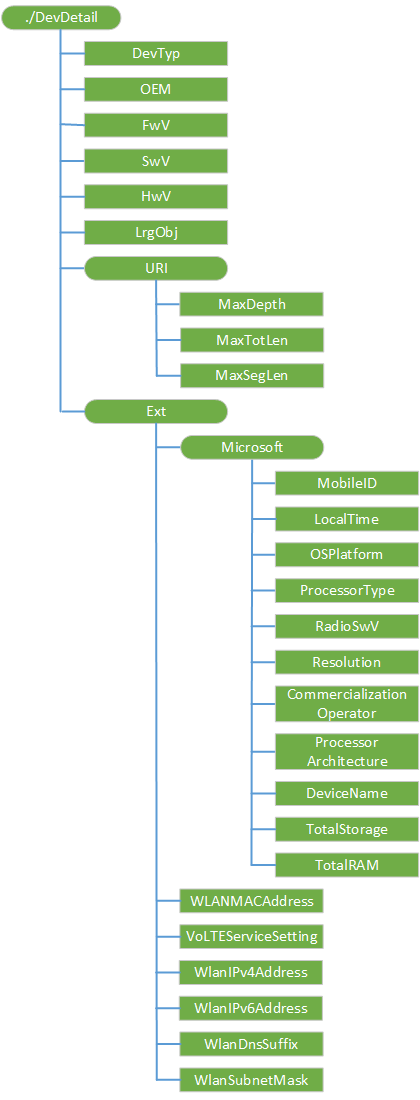 ./DevDetail
DevTyp
OEM
FwV
SwV
HwV
LrgObj
URI
MaxDepth
MaxTotLen
MaxSegLen
Ext
Microsoft
MobileID
LocalTime
OSPlatform
ProcessorType
RadioSwV
Resolution
Commercialization
Operator
Processor
Architecture
DeviceName
TotalStorage
TotalRAM
WLANMACAddress
VoLTEServiceSetting
WlanIPv4Address
WlanIPv6Address
WlanDnsSuffix
WlanSubnetMask